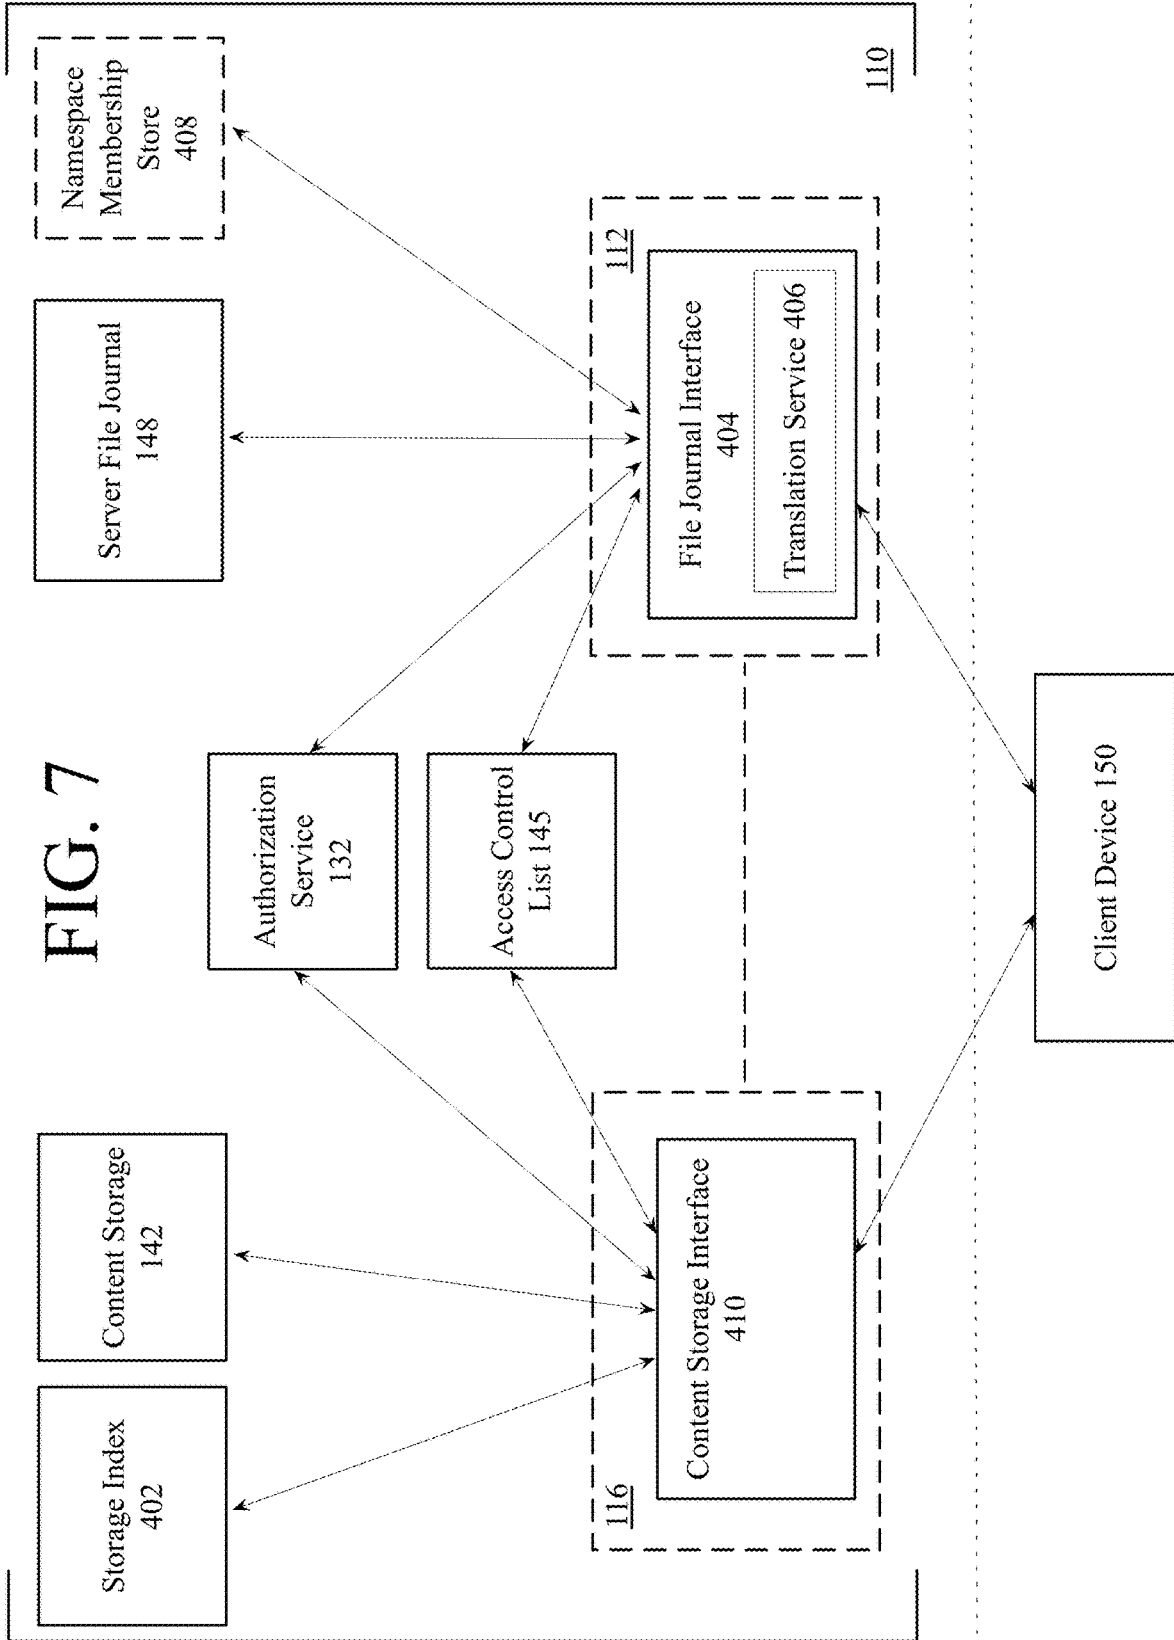 FIG. 7
Storage Index
402
Content Storage
142
Authorization
Service
132
Access Control
List 145
Server File Journal
148
Namespace
Membership
Store
408
116
Content Storage Interface
410
112
File Journal Interface
404
Translation Service 406
110
Client Device 150